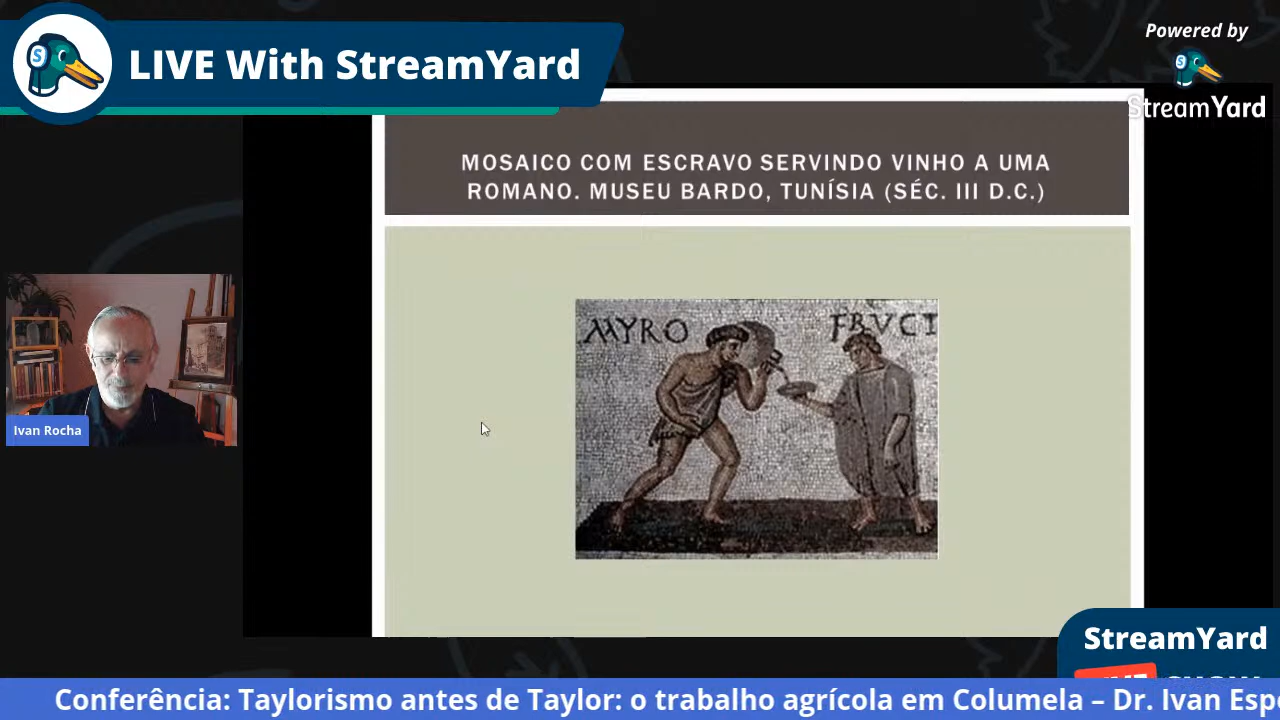 LIVE With StreamYard
Powered by
StreamYard
MOSAICO COM ESCRAVO SERVINDO VINHO A UMA
ROMANO. MUSEU BARDO, TUNÍSIA (SÉC. III D.C.)
MYRO
FRVCT
Ivan Rocha
StreamYard
Conferência: Taylorismo antes de Taylor: o trabalho agrícola em Columela – Dr. Ivan Esp